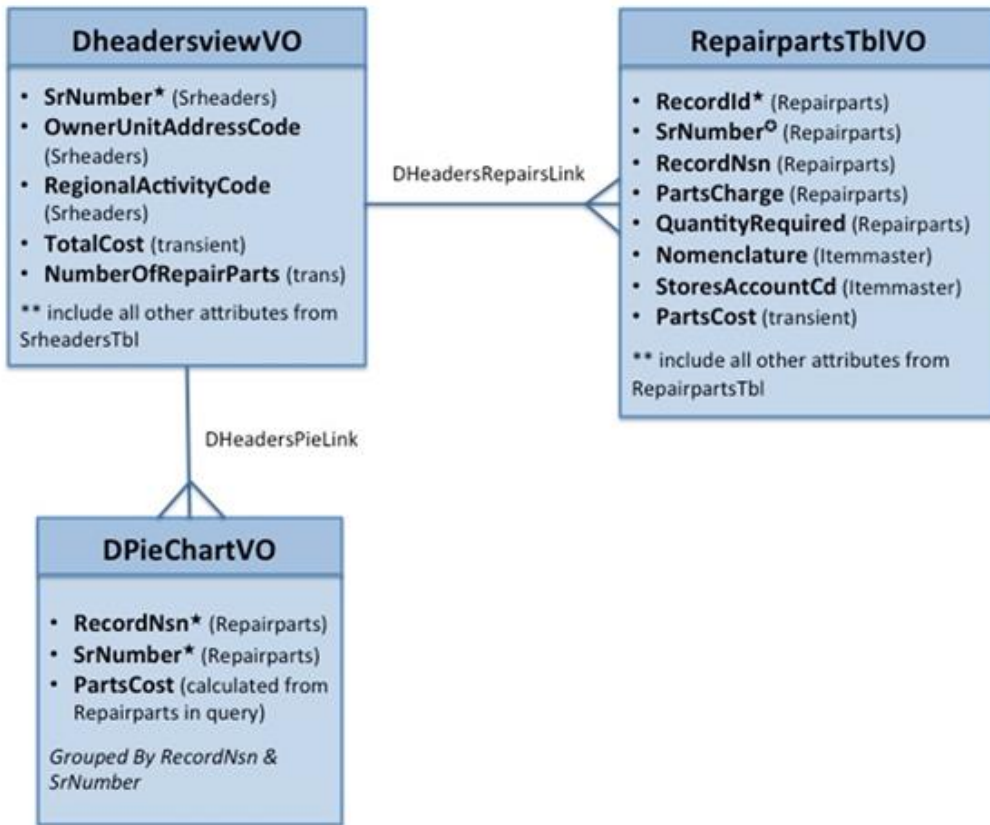 DheadersviewVO
• SrNumber★ (Srheaders)
• OwnerUnitAddressCode
(Srheaders)
• RegionalActivityCode
(Srheaders)
• TotalCost (transient)
• NumberOfRepairParts (trans)
** include all other attributes from
SrheadersTbl
DHeadersRepairsLink
RepairpartsTblVO
• RecordId★ (Repairparts)
• SrNumber✪ (Repairparts)
• RecordNsn (Repairparts)
• PartsCharge (Repairparts)
• QuantityRequired (Repairparts)
• Nomenclature (Itemmaster)
• StoresAccountCd (Itemmaster)
• PartsCost (transient)
** include all other attributes from
RepairpartsTbl
DHeadersPieLink
DPieChartVO
• RecordNsn★ (Repairparts)
• SrNumber★ (Repairparts)
• PartsCost (calculated from
Repairparts in query)
Grouped By RecordNsn &
SrNumber